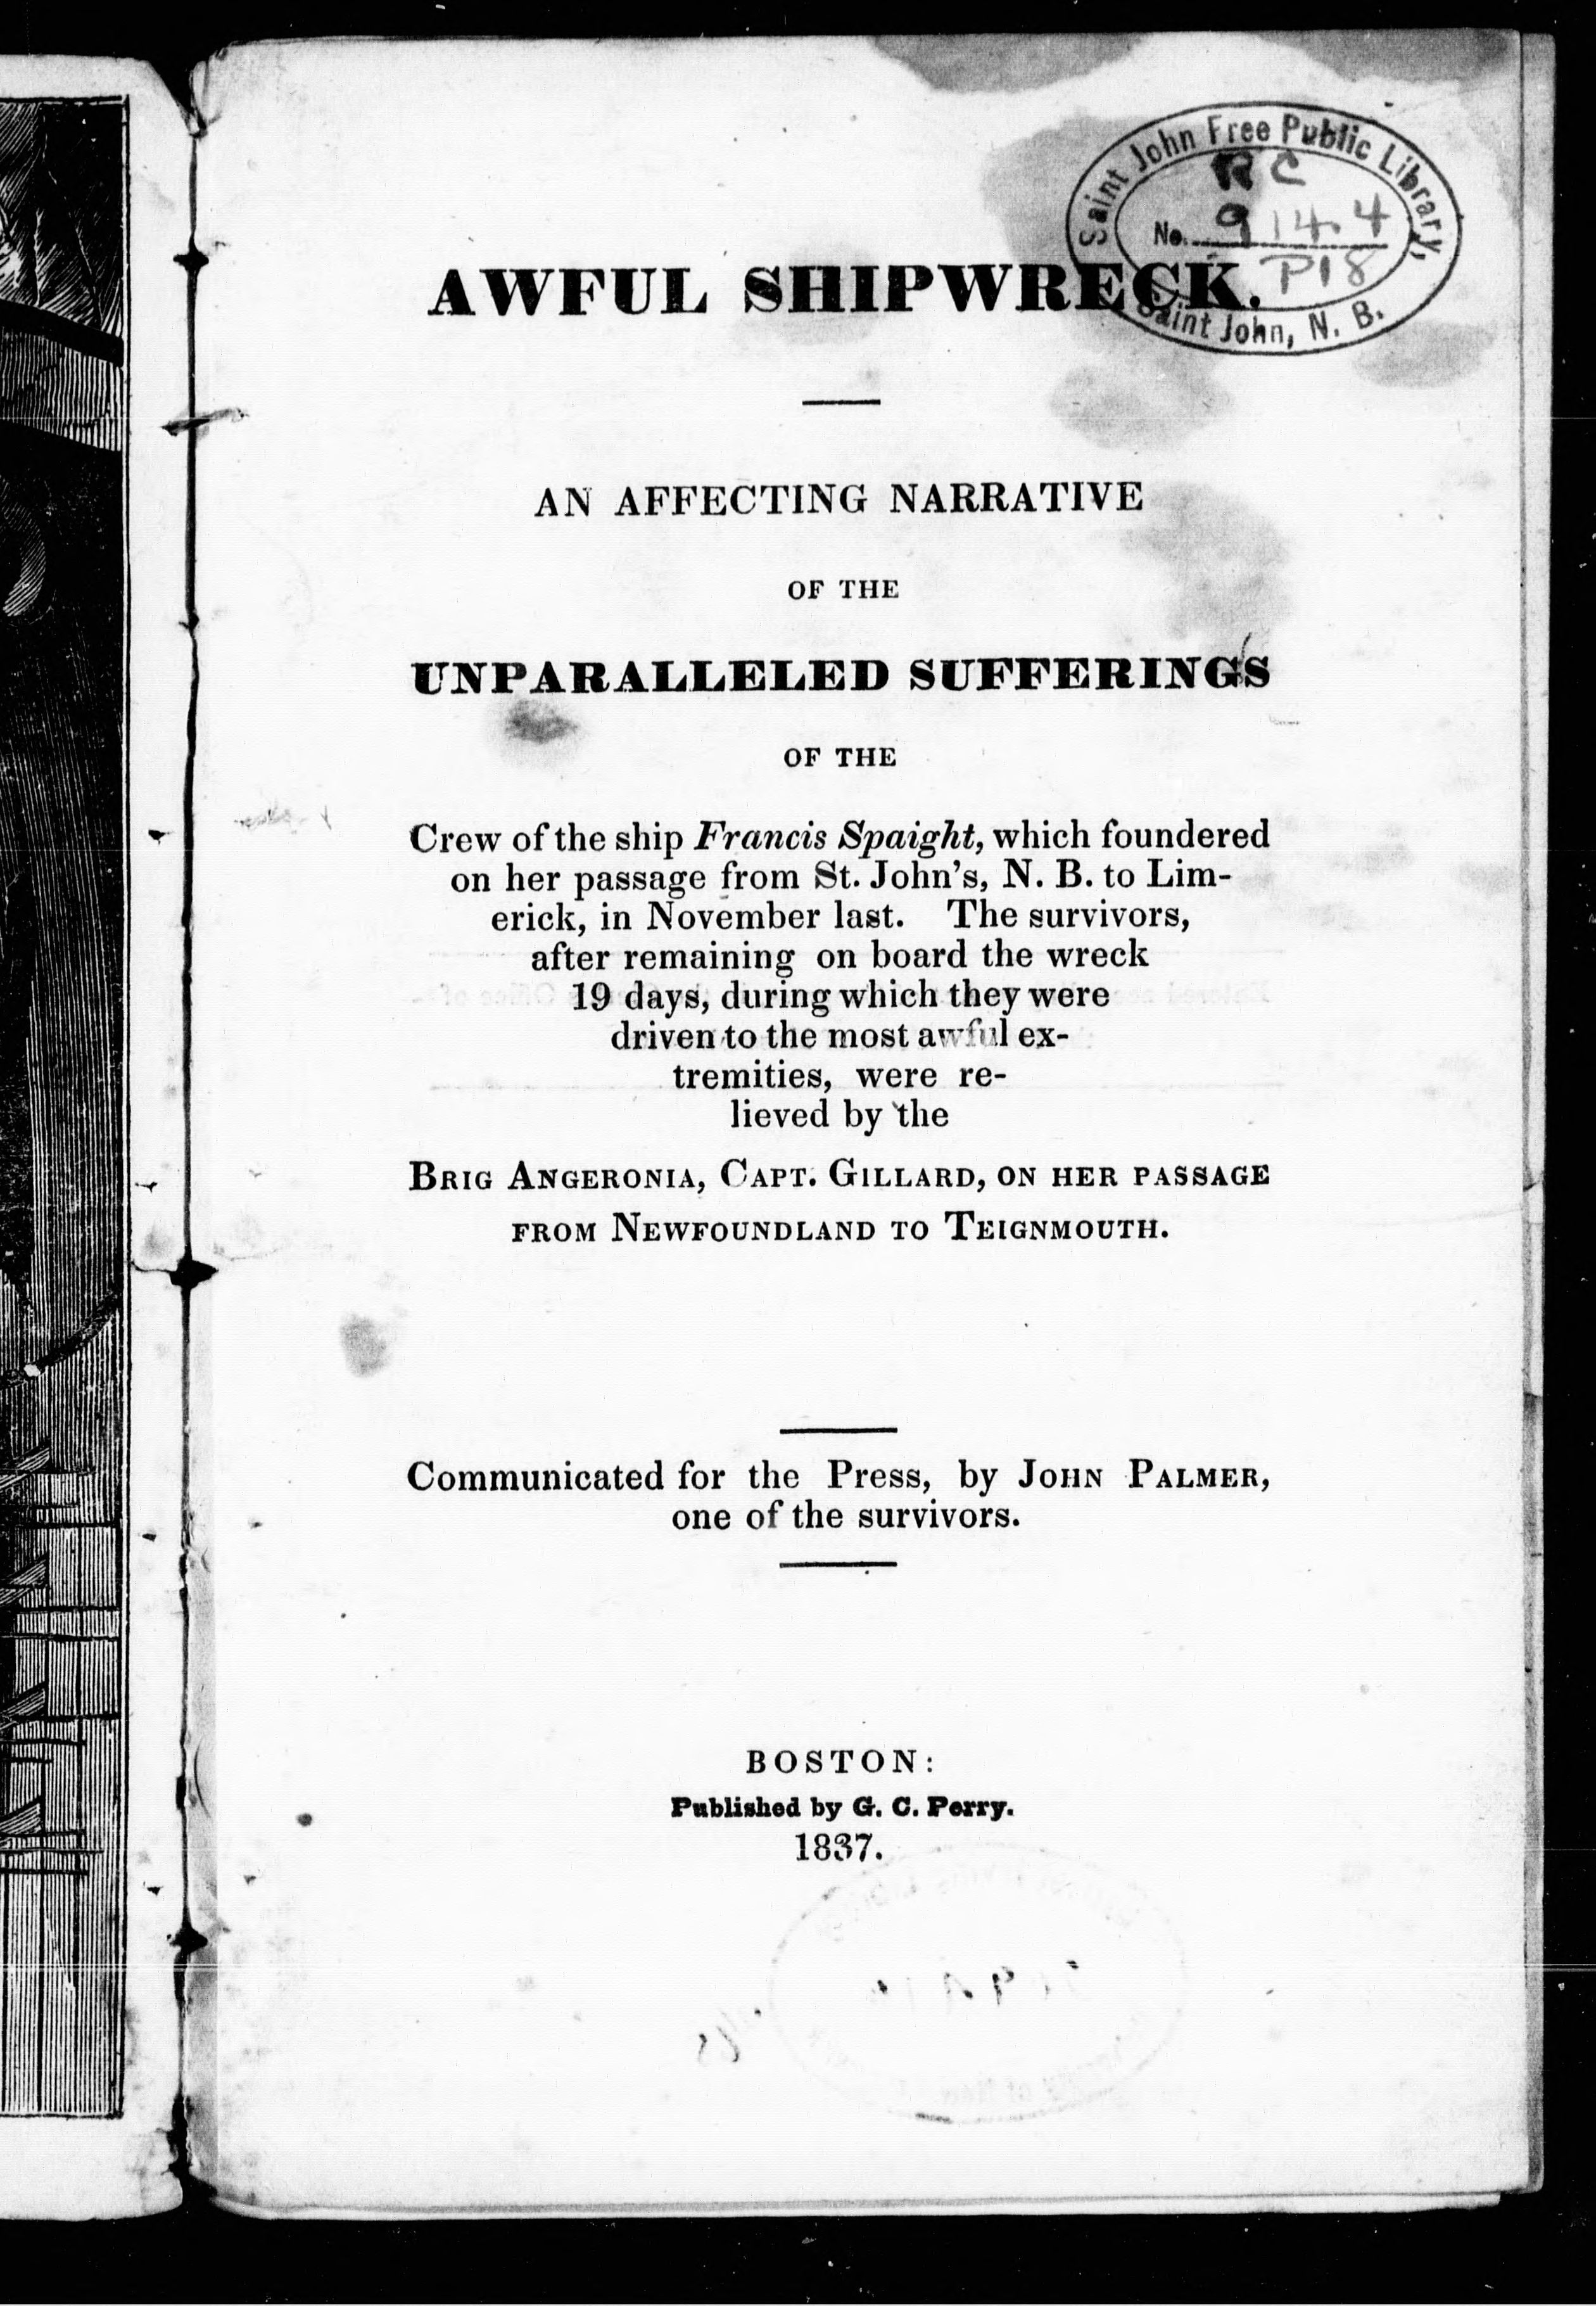 Saint John Free Public Library,
RC
No. 914.4
P18
Saint John, N. B.
AWFUL SHIPWRECK.
AN AFFECTING NARRATIVE
OF THE
UNPARALLELED SUFFERINGS
OF THE
Crew of the ship Francis Spaight, which foundered
on her passage from St. John's, N. B. to Lim-
erick, in November last. The survivors,
after remaining on board the wreck
19 days, during which they were
driven to the most awful ex-
tremities, were re-
lieved by the
BRIG ANGERONIA, CAPT. GILLARD, ON HER PASSAGE
FROM NEWFOUNDLAND TO TEIGNMOUTH.
Communicated for the Press, by JOHN PALMER,
one of the survivors.
BOSTON:
Published by G. C. Perry.
1837.